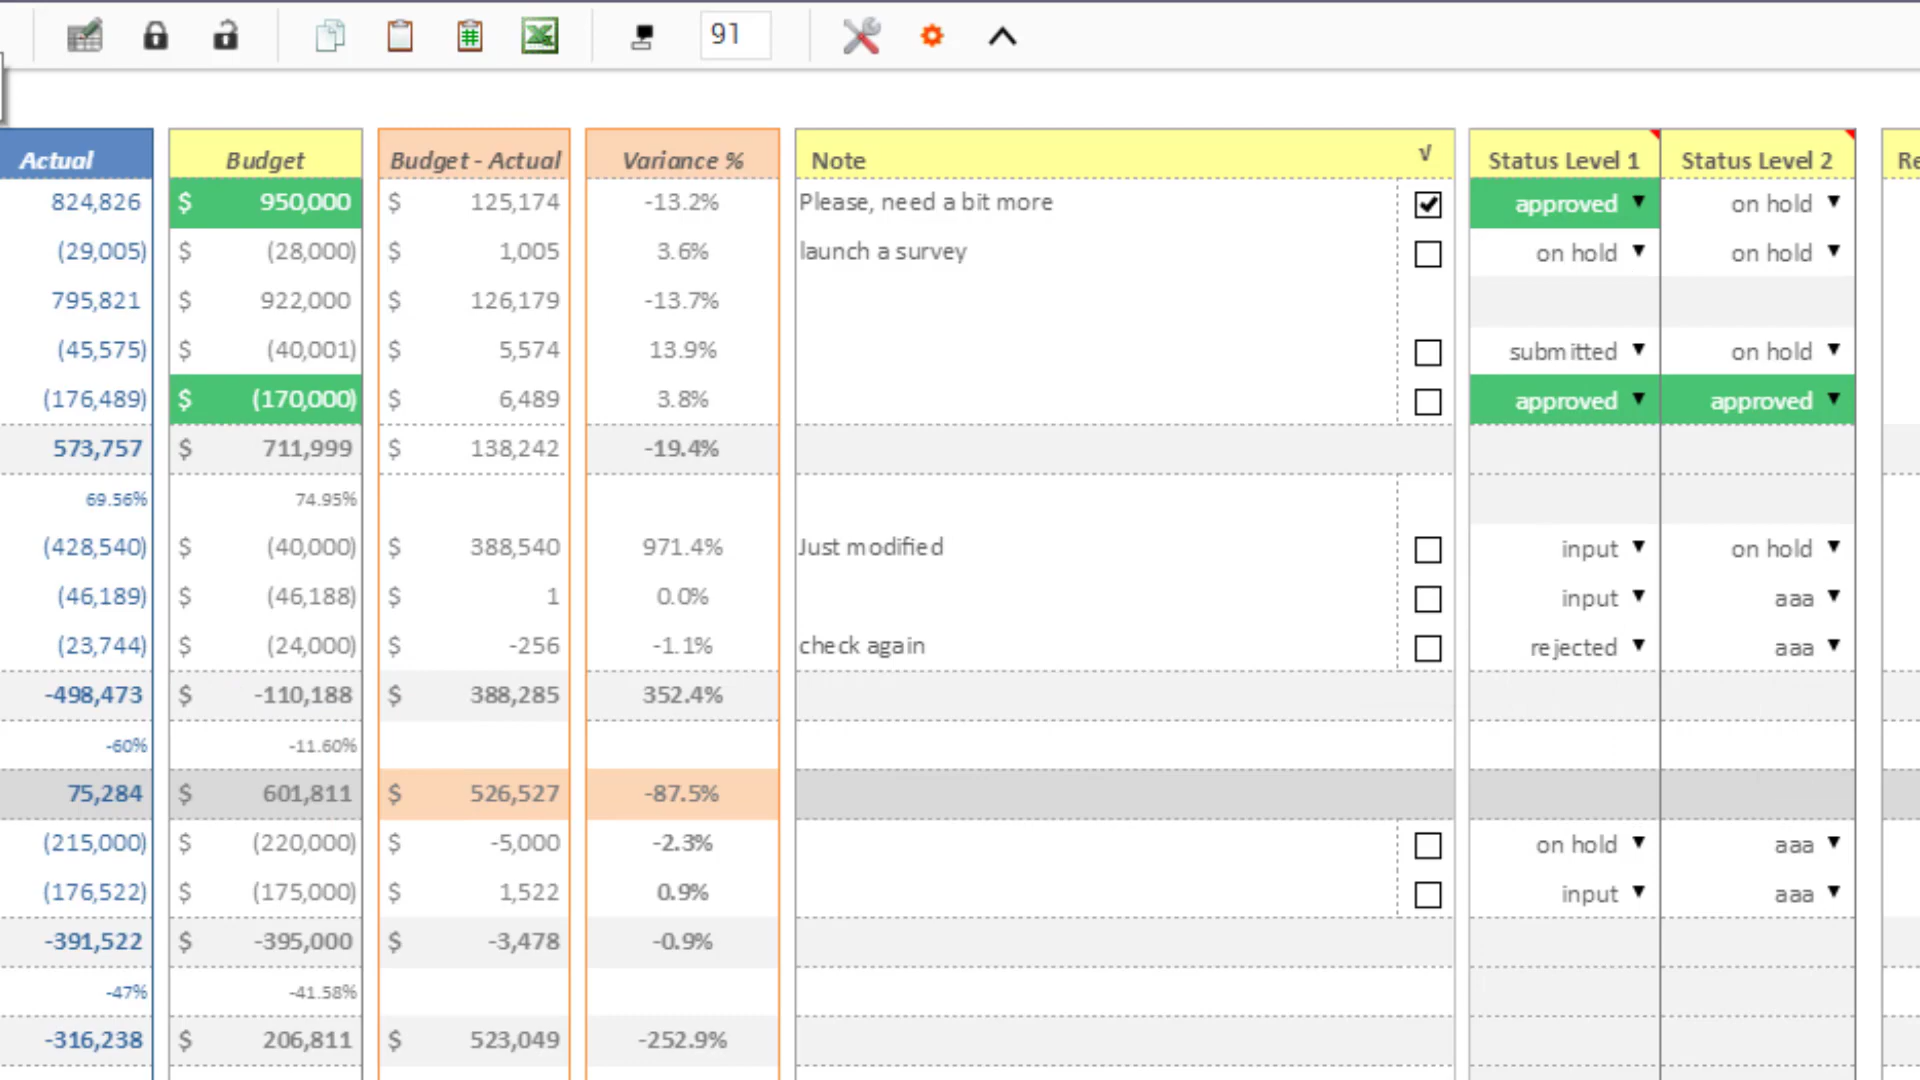 91
Actual Budget Budget - Actual Variance % Note √ Status Level 1 Status Level 2 Re
824,826 $ 950,000 $ 125,174 -13.2% Please, need a bit more approved on hold
(29,005) $ (28,000) $ 1,005 3.6% launch a survey on hold on hold
795,821 $ 922,000 $ 126,179 -13.7%
(45,575) $ (40,001) $ 5,574 13.9% submitted on hold
(176,489) $ (170,000) $ 6,489 3.8% approved approved
573,757 $ 711,999 $ 138,242 -19.4%
69.56% 74.95%
(428,540) $ (40,000) $ 388,540 971.4% Just modified input on hold
(46,189) $ (46,188) $ 1 0.0% input aaa
(23,744) $ (24,000) $ -256 -1.1% check again rejected aaa
-498,473 $ -110,188 $ 388,285 352.4%
-60% -11.60%
75,284 $ 601,811 $ 526,527 -87.5%
(215,000) $ (220,000) $ -5,000 -2.3% on hold aaa
(176,522) $ (175,000) $ 1,522 0.9% input aaa
-391,522 $ -395,000 $ -3,478 -0.9%
-47% -41.58%
-316,238 $ 206,811 $ 523,049 -252.9%